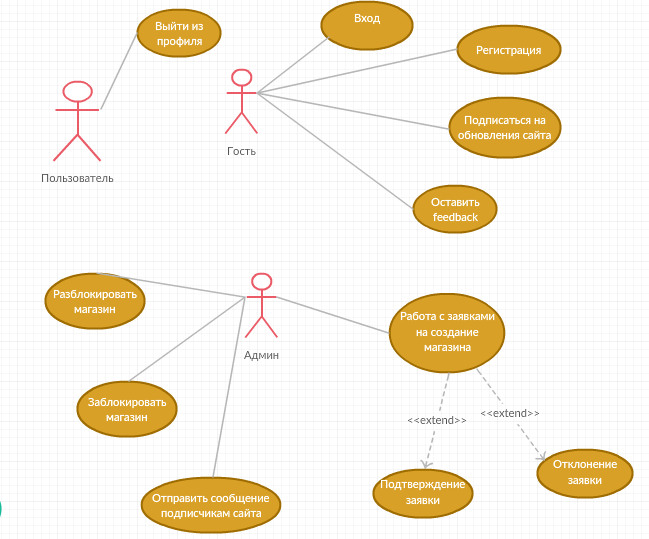 Выйти из
профиля
Вход
Регистрация
Подписаться на
обновления сайта
Оставить
feedback
Пользователь
Гость
Разблокировать
магазин
Админ
Работа с заявками
на создание
магазина
Заблокировать
магазин
<<extend>>
<<extend>>
Отправить сообщение
подписчикам сайта
Подтверждение
заявки
Отклонение
заявки